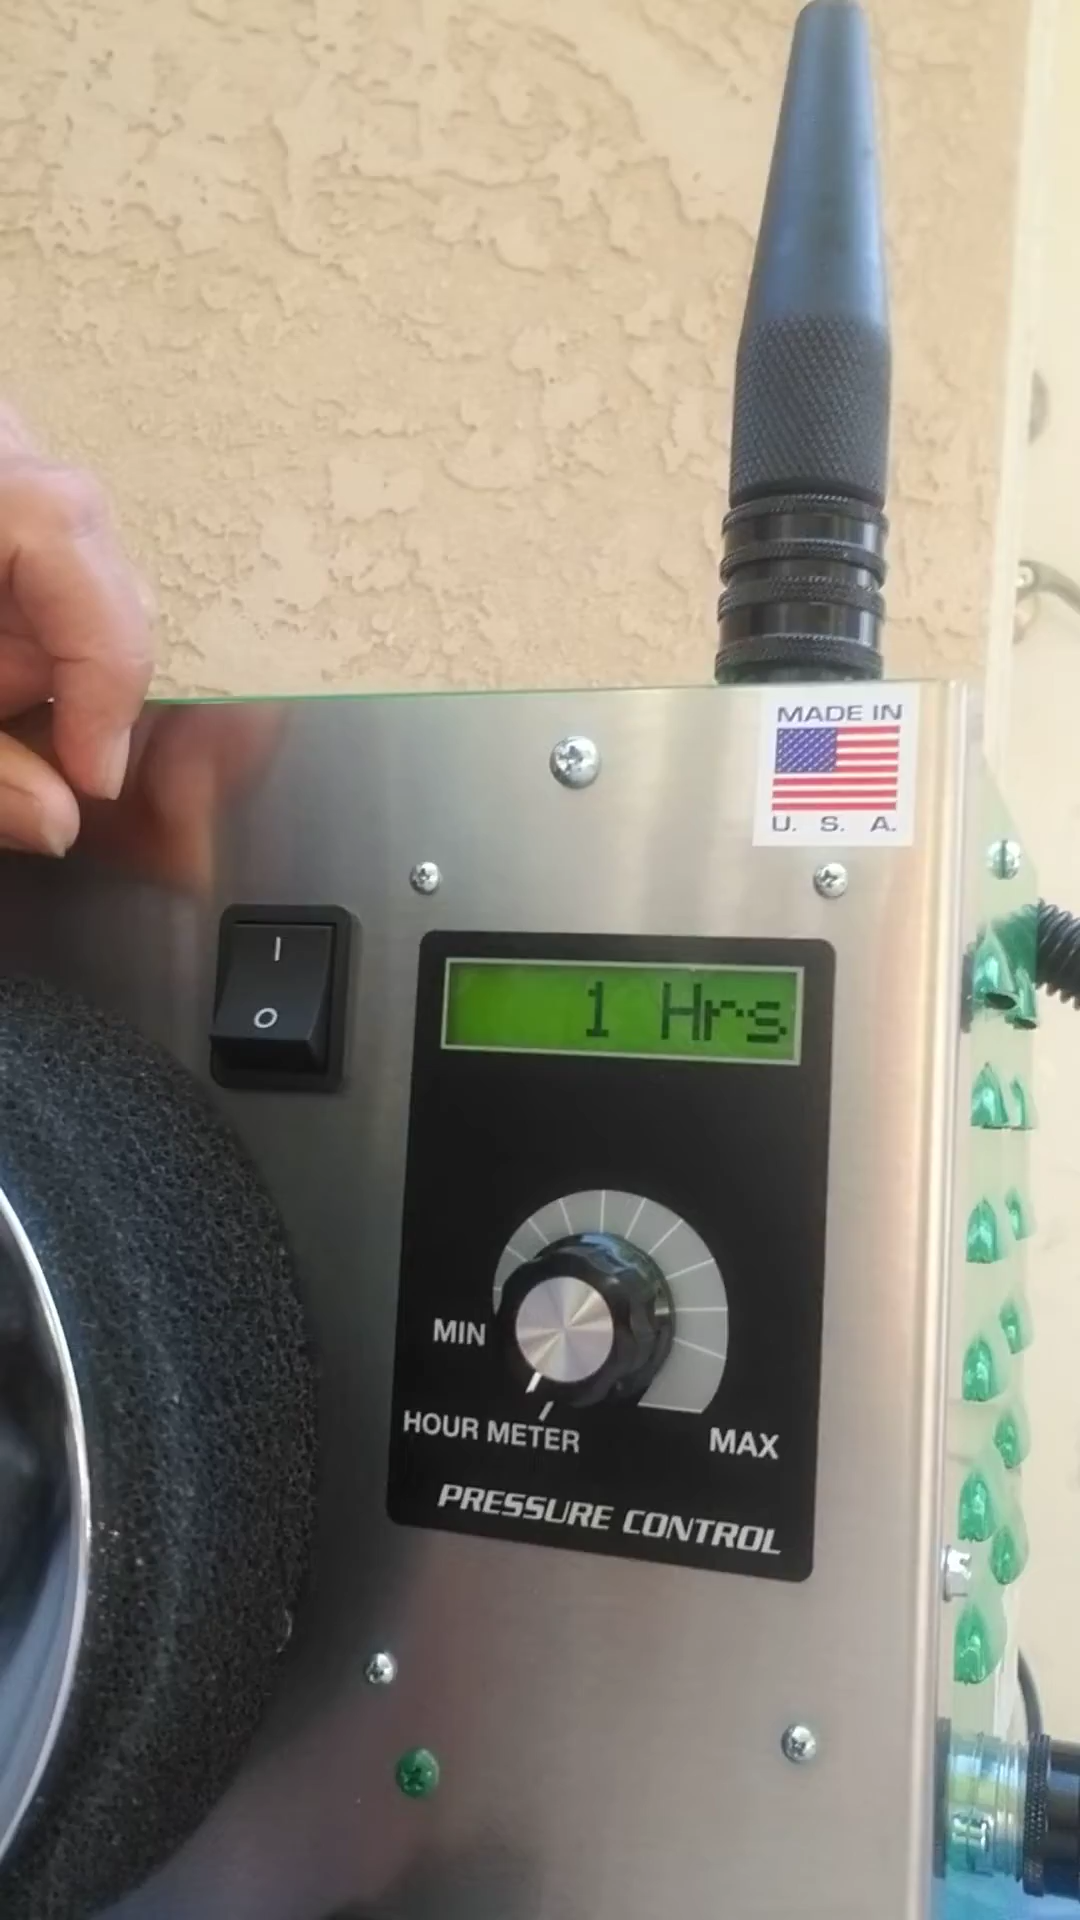 MADE IN
U. S. A.
I
O
1 Hrs
MIN
HOUR METER
MAX
PRESSURE CONTROL